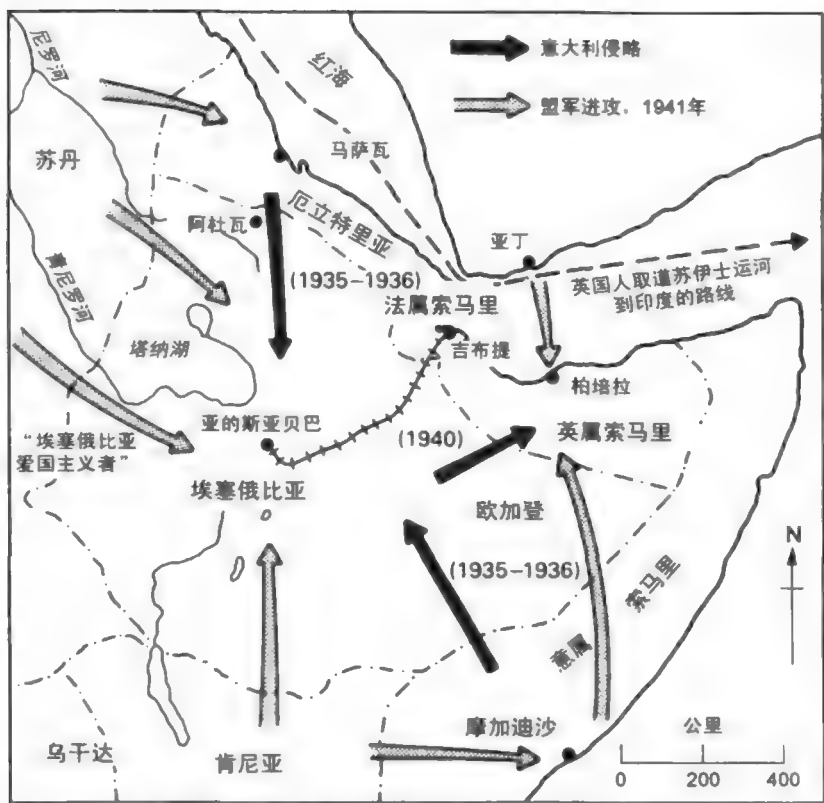 尼罗河
红海
意大利侵略
盟军进攻，1941年
苏丹
马萨瓦
阿杜瓦
厄立特里亚
亚丁
青尼罗河
(1935-1936)
英国人取道苏伊士运河
到印度的路线
法属索马里
塔纳湖
吉布提
柏培拉
亚的斯亚贝巴
(1940)
英属索马里
“埃塞俄比亚
爱国主义者”
埃塞俄比亚
欧加登
N
(1935-1936)
意属
索马里
摩加迪沙
公里
乌干达
肯尼亚
0 200 400